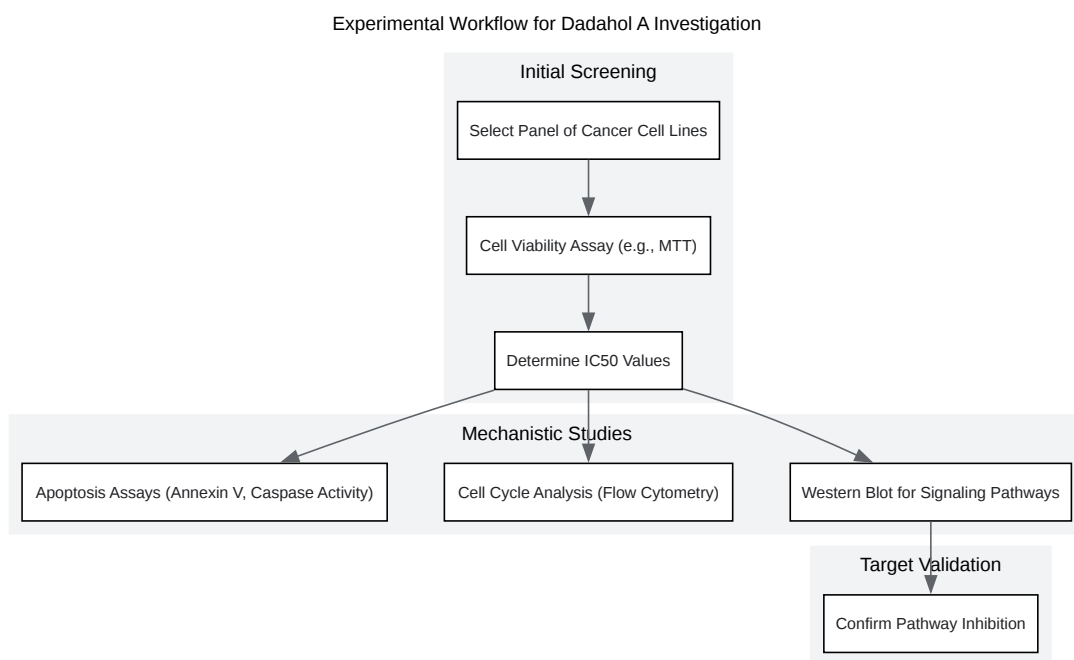 Experimental Workflow for Dadahol A Investigation
Initial Screening
Select Panel of Cancer Cell Lines
Cell Viability Assay (e.g., MTT)
Determine IC50 Values
Mechanistic Studies
Apoptosis Assays (Annexin V, Caspase Activity)
Cell Cycle Analysis (Flow Cytometry)
Western Blot for Signaling Pathways
Target Validation
Confirm Pathway Inhibition